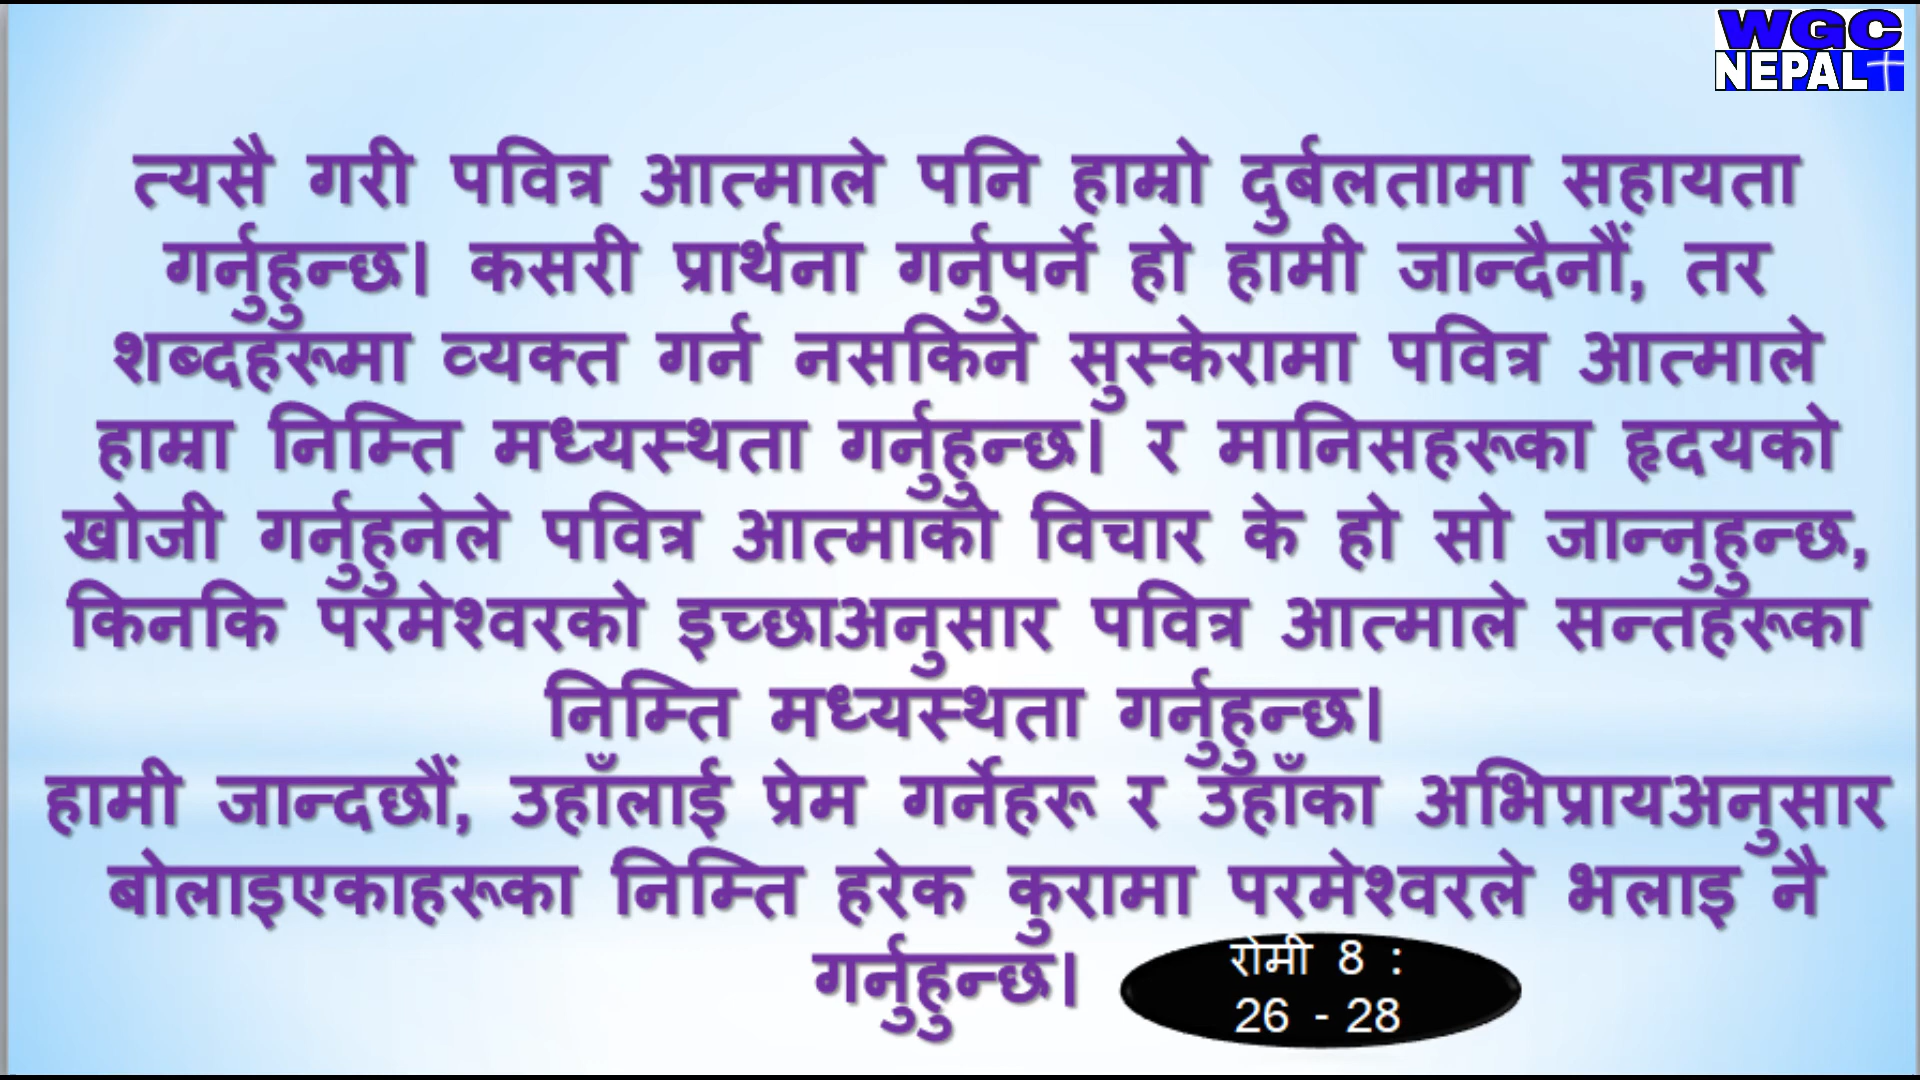 WGC
NEPAL
त्यसै गरी पवित्र आत्माले पनि हाम्रो दुर्बलतामा सहायता
गर्नुहुन्छ। कसरी प्रार्थना गर्नुपर्ने हो हामी जान्दैनौं, तर
शब्दहरूमा व्यक्त गर्न नसकिने सुस्केरामा पवित्र आत्माले
हाम्रा निम्ति मध्यस्थता गर्नुहुन्छ। र मानिसहरूका हृदयको
खोजी गर्नुहुनेले पवित्र आत्माको विचार के हो सो जान्नुहुन्छ,
किनकि परमेश्वरको इच्छाअनुसार पवित्र आत्माले सन्तहरूका
निम्ति मध्यस्थता गर्नुहुन्छ।
हामी जान्दछौं, उहाँलाई प्रेम गर्नेहरू र उहाँका अभिप्रायअनुसार
बोलाइएकाहरूका निम्ति हरेक कुरामा परमेश्वरले भलाइ नै
गर्नुहुन्छ।
रोमी 8 :
26 - 28